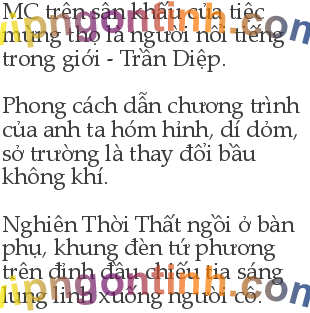 MC trên sân khấu của tiệc
mừng thọ là người nổi tiếng
trong giới - Trần Diệp.
Phong cách dẫn chương trình
của anh ta hóm hỉnh, dí dỏm,
sở trường là thay đổi bầu
không khí.
Nghiên Thời Thất ngồi ở bàn
phụ, khung đèn tứ phương
trên đỉnh đầu chiếu tia sáng
lung linh xuống người cô.